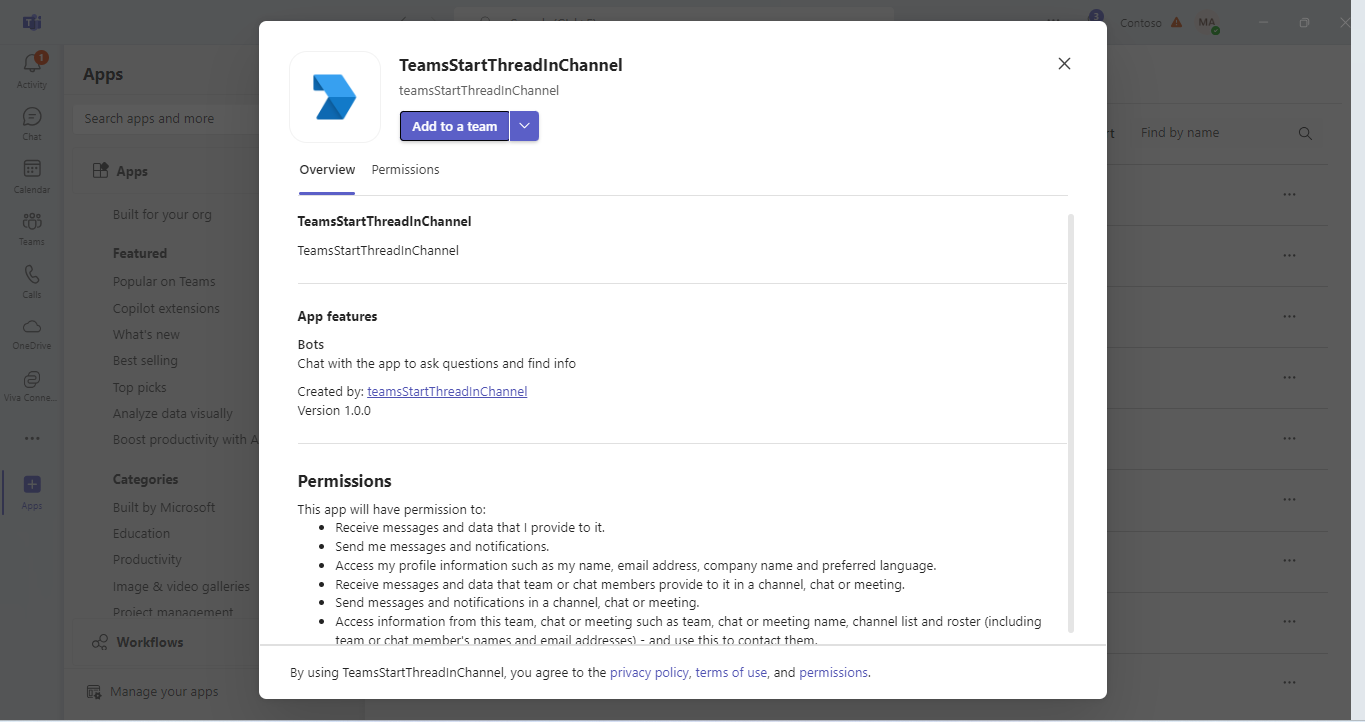 3
Contoso
MA
1
Activity
Chat
Calendar
Teams
Calls
OneDrive
Viva Conne...
Apps
Apps
Search apps and more
Apps
Built for your org
Featured
Popular on Teams
Copilot extensions
What's new
Best selling
Top picks
Analyze data visually
Boost productivity with A
Categories
Built by Microsoft
Education
Productivity
Image & video galleries
Project management
Workflows
Manage your apps
Find by name
TeamsStartThreadInChannel
teamsStartThreadInChannel
Add to a team
Overview Permissions
TeamsStartThreadInChannel
TeamsStartThreadInChannel
App features
Bots
Chat with the app to ask questions and find info
Created by: teamsStartThreadInChannel
Version 1.0.0
Permissions
This app will have permission to:
• Receive messages and data that I provide to it.
• Send me messages and notifications.
• Access my profile information such as my name, email address, company name and preferred language.
• Receive messages and data that team or chat members provide to it in a channel, chat or meeting.
• Send messages and notifications in a channel, chat or meeting.
• Access information from this team, chat or meeting such as team, chat or meeting name, channel list and roster (including
team or chat member's names and email addresses) - and use this to contact them.
By using TeamsStartThreadInChannel, you agree to the privacy policy, terms of use, and permissions.